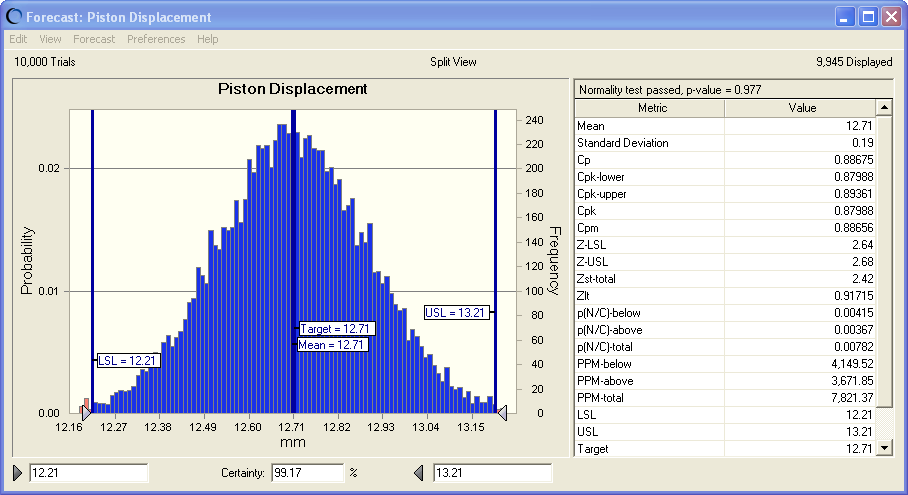 Forecast: Piston Displacement
Edit View Forecast Preferences Help
10,000 Trials Split View 9,945 Displayed
Piston Displacement
Probability
0.02
0.01
0.00
Frequency
240
220
200
180
160
140
120
100
80
60
40
20
0
USL = 13.21
Target = 12.71
Mean = 12.71
LSL = 12.21
12.16 12.27 12.38 12.49 12.60 12.71 12.82 12.93 13.04 13.15
mm
Normality test passed, p-value = 0.977
Metric Value
Mean 12.71
Standard Deviation 0.19
Cp 0.88675
Cpk-lower 0.87988
Cpk-upper 0.89361
Cpk 0.87988
Cpm 0.88656
Z-LSL 2.64
Z-USL 2.68
Zst-total 2.42
Zlt 0.91715
p(N/C)-below 0.00415
p(N/C)-above 0.00367
p(N/C)-total 0.00782
PPM-below 4,149.52
PPM-above 3,671.85
PPM-total 7,821.37
LSL 12.21
USL 13.21
Target 12.71
12.21 Certainty: 99.17 % 13.21